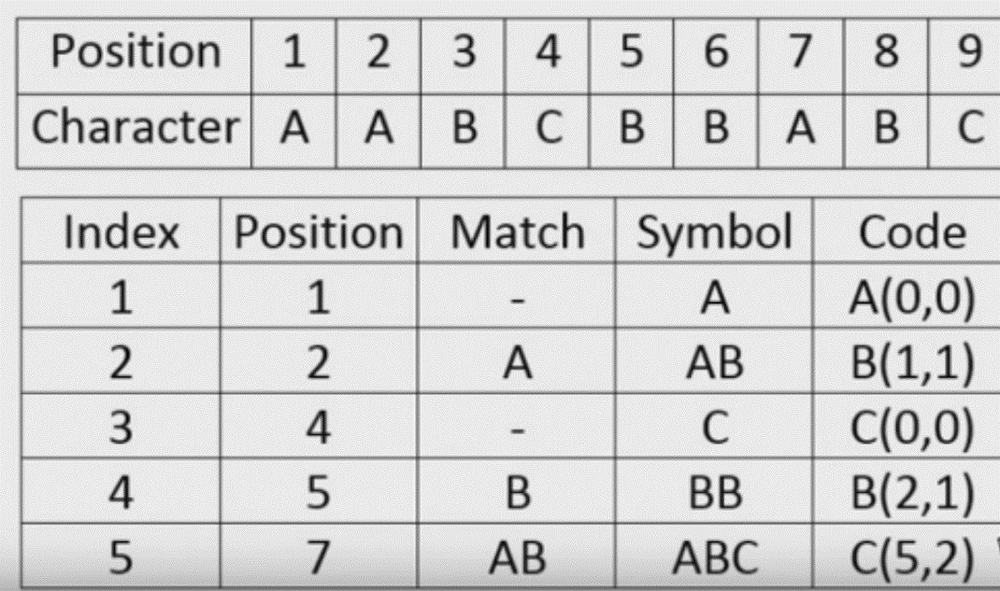 Position 1 2 3 4 5 6 7 8 9
Character A A B C B B A B C
Index Position Match Symbol Code
1 1 - A A(0,0)
2 2 A AB B(1,1)
3 4 - C C(0,0)
4 5 B BB B(2,1)
5 7 AB ABC C(5,2)